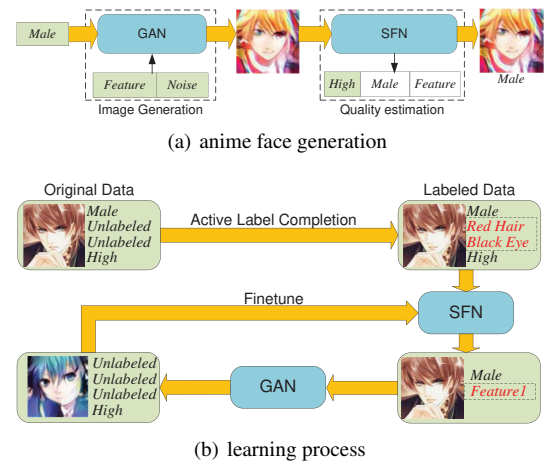 Male
GAN
SFN
Feature Noise
High Male Feature
Male
Image Generation
Quality estimation
(a) anime face generation
Original Data
Labeled Data
Male
Unlabeled
Unlabeled
High
Active Label Completion
Male
Red Hair
Black Eye
High
Finetune
SFN
Unlabeled
Unlabeled
Unlabeled
High
GAN
Male
Feature1
(b) learning process